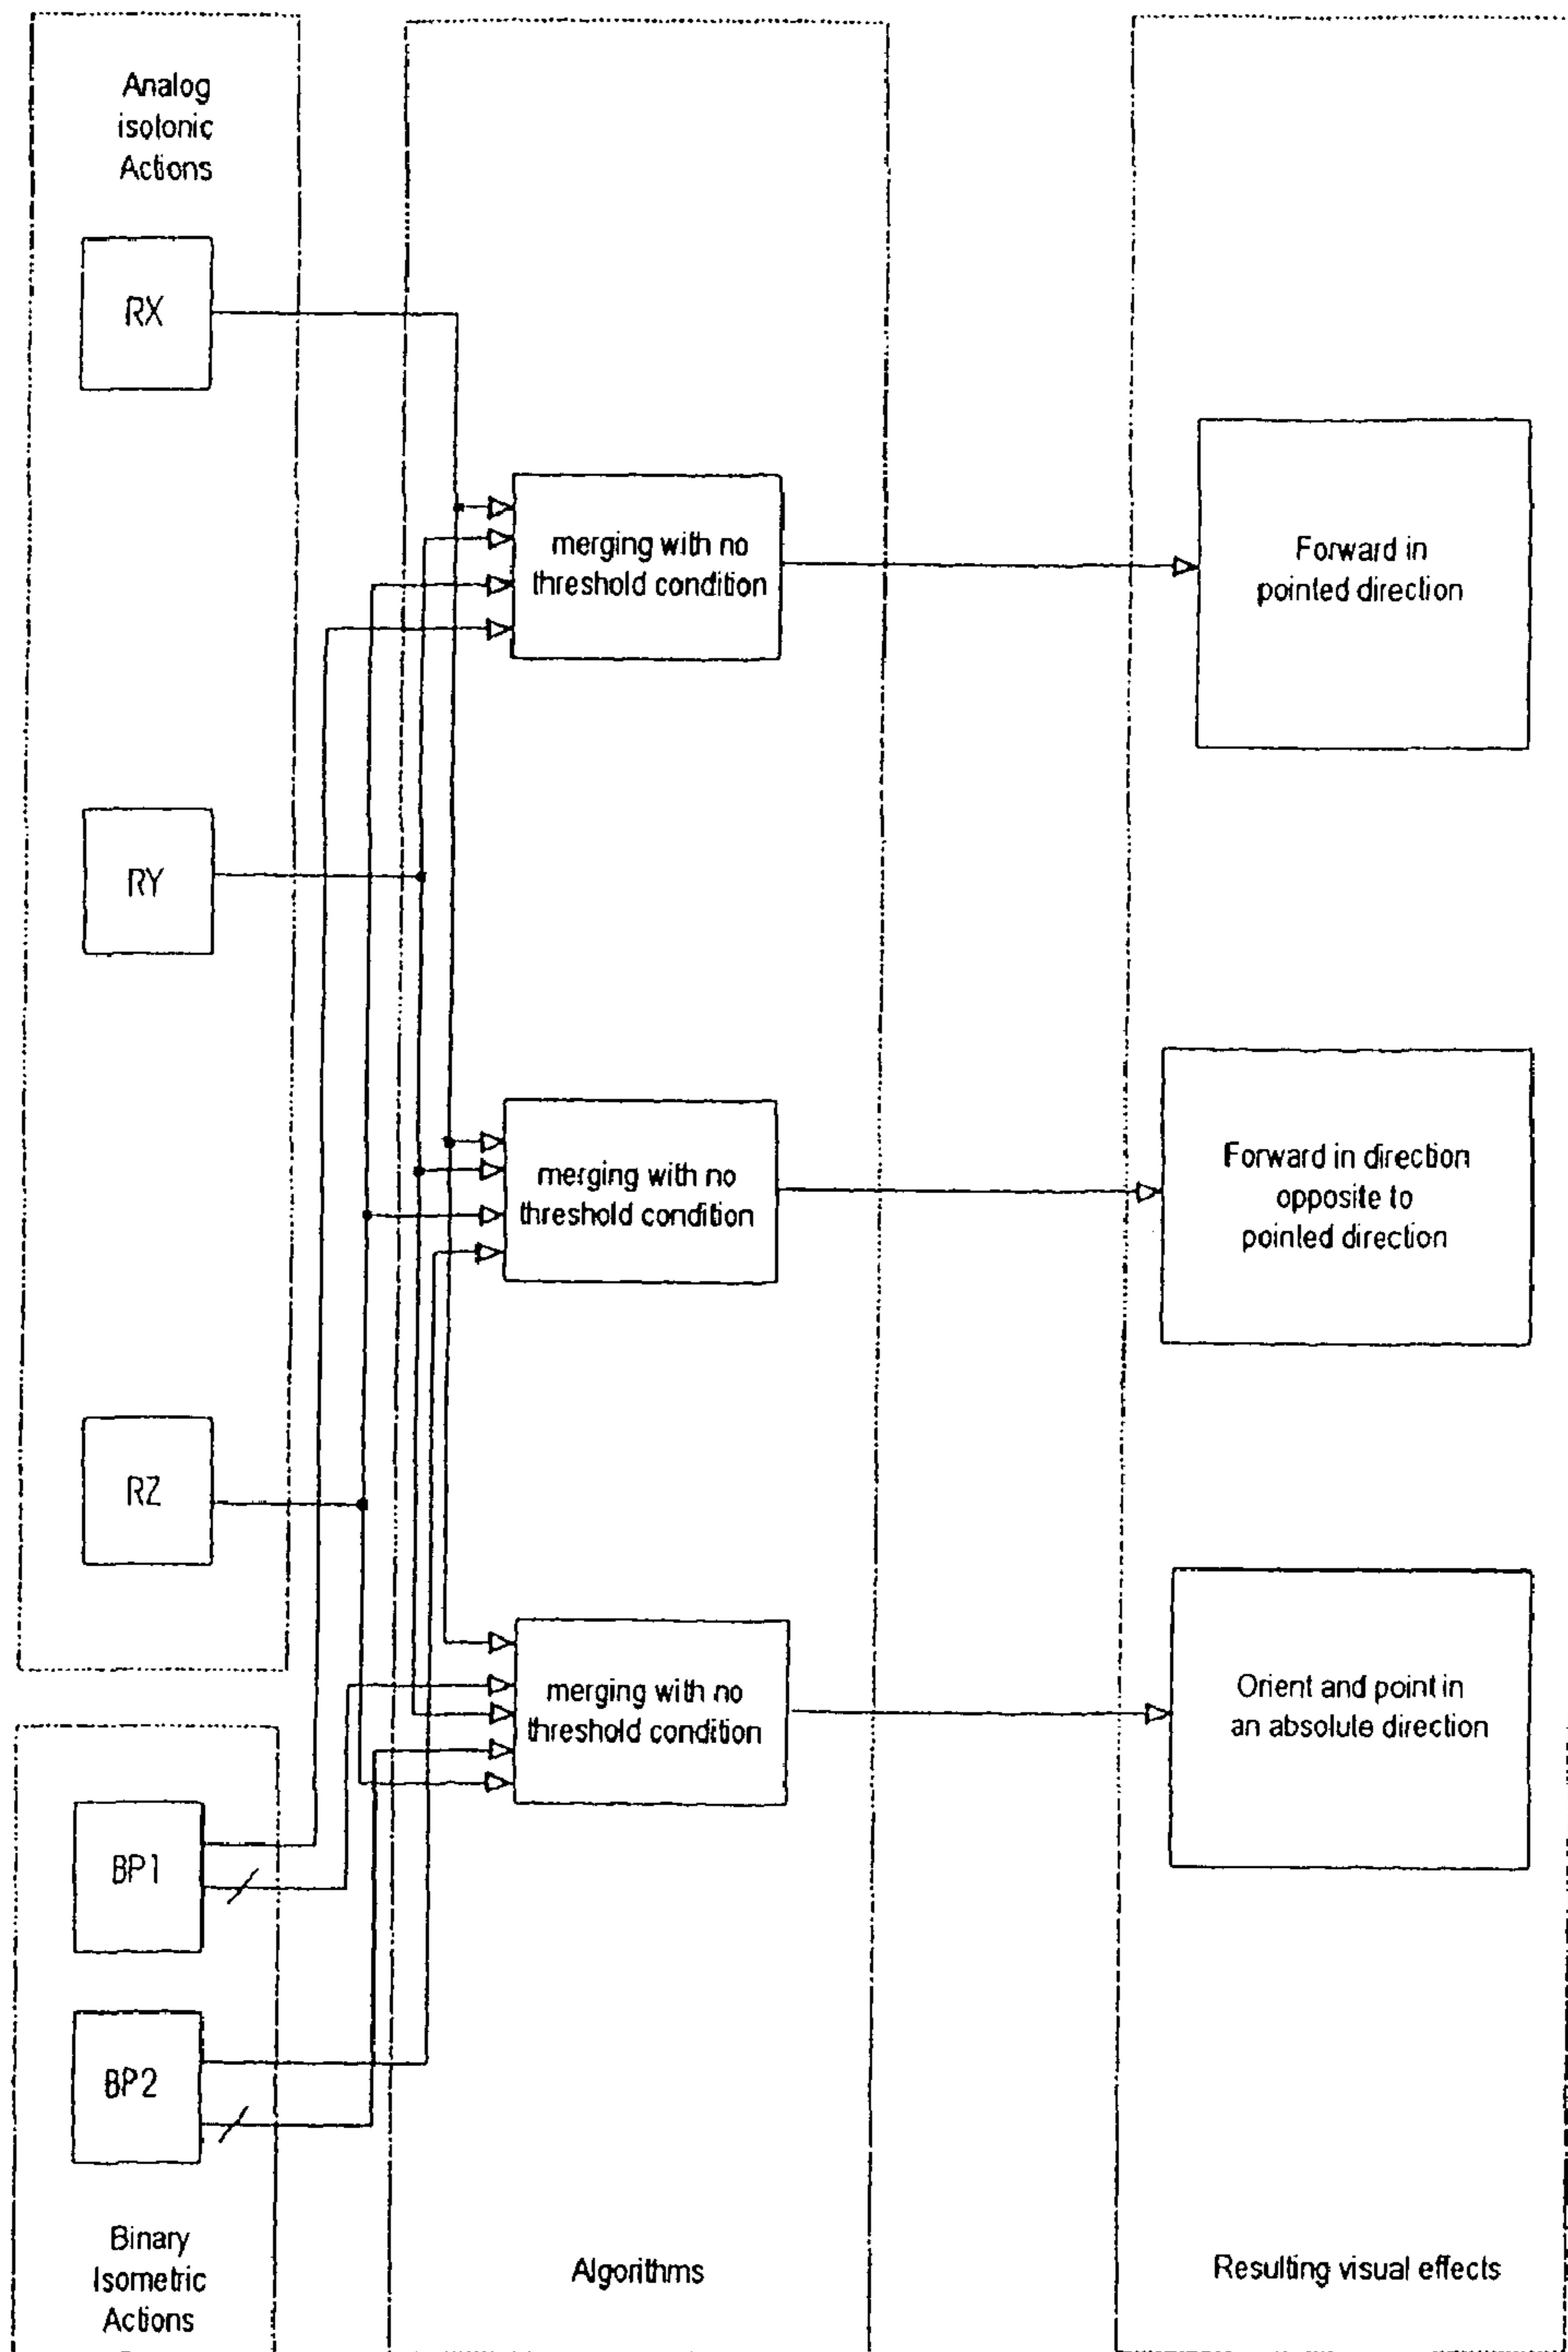 Analog
isotonic
Actions
RX
merging with no
threshold condition
Forward in
pointed direction
RY
merging with no
threshold condition
Forward in direction
opposite to
pointed direction
RZ
merging with no
threshold condition
Orient and point in
an absolute direction
BP1
BP2
Binary
Isometric
Actions
Algorithms
Resulting visual effects